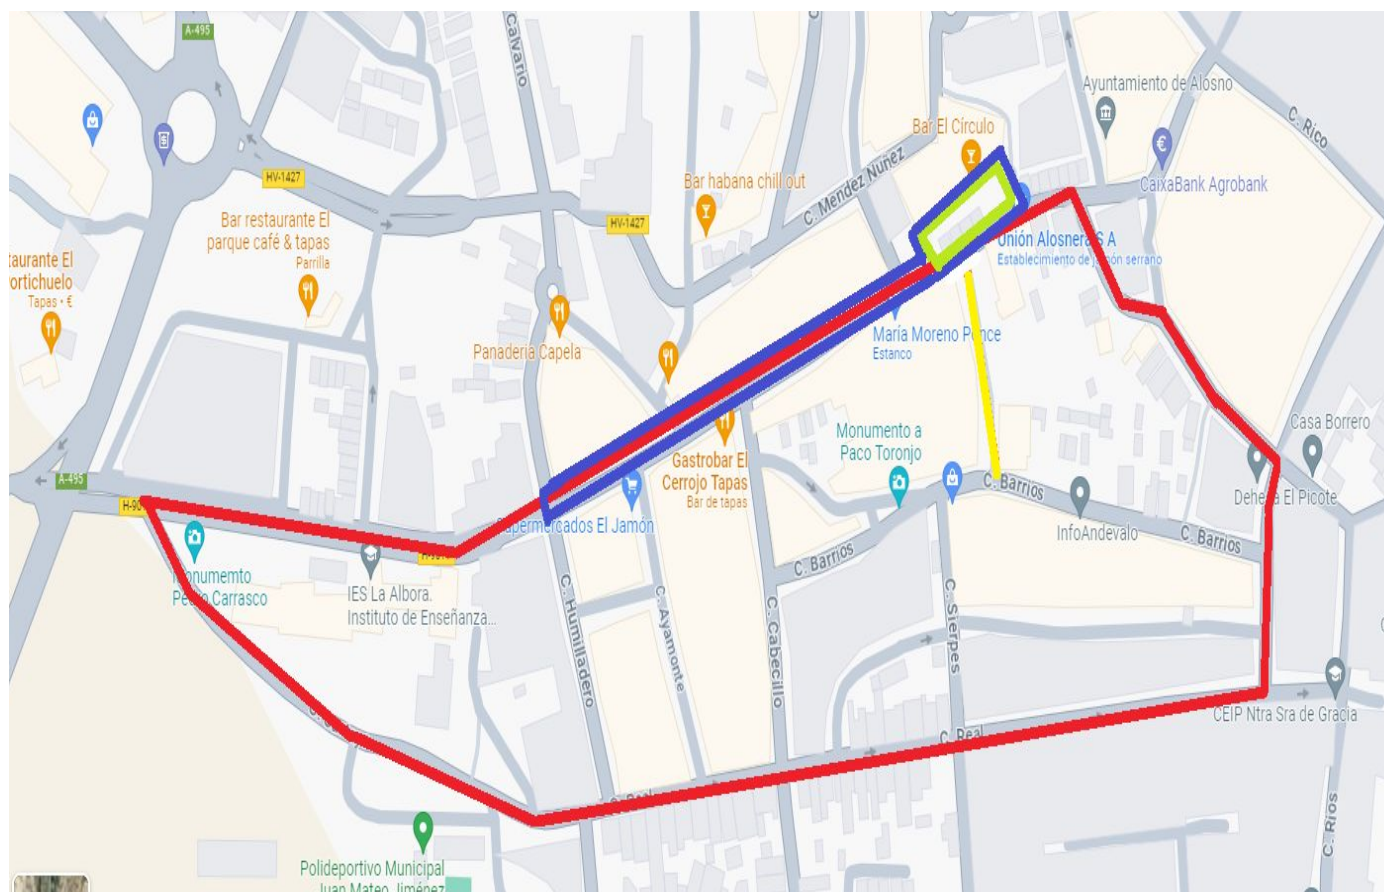 A-495
Calvario
Ayuntamiento de Alosno
C. Rico
Bar El Círculo
HV-1427
Bar habana chill out
C. Mendez Nuñez
CaixaBank Agrobank
Bar restaurante El
parque café & tapas
Parrilla
HV-1427
taurante El
ortichuelo
Tapas • €
Unión Alosnera S A
Establecimiento de jamón serrano
María Moreno Ponce
Estanco
Panadería Capela
Casa Borrero
Monumento a
Paco Toronjo
Gastrobar El
Cerrojo Tapas
Bar de tapas
A-495
C. Barrios
Dehesa El Picote
H-90
Supermercados El Jamón
InfoAndevalo
C. Barrios
C. Barrios
Monumemto
Pedro Carrasco
IES La Albora.
Instituto de Enseñanza...
C. Humilladero
C. Ayamonte
C. Cabecillo
C. Sierpes
CEIP Ntra Sra de Gracia
C. Real
C. Real
C. Ríos
Polideportivo Municipal
Juan Mateo Jiménez